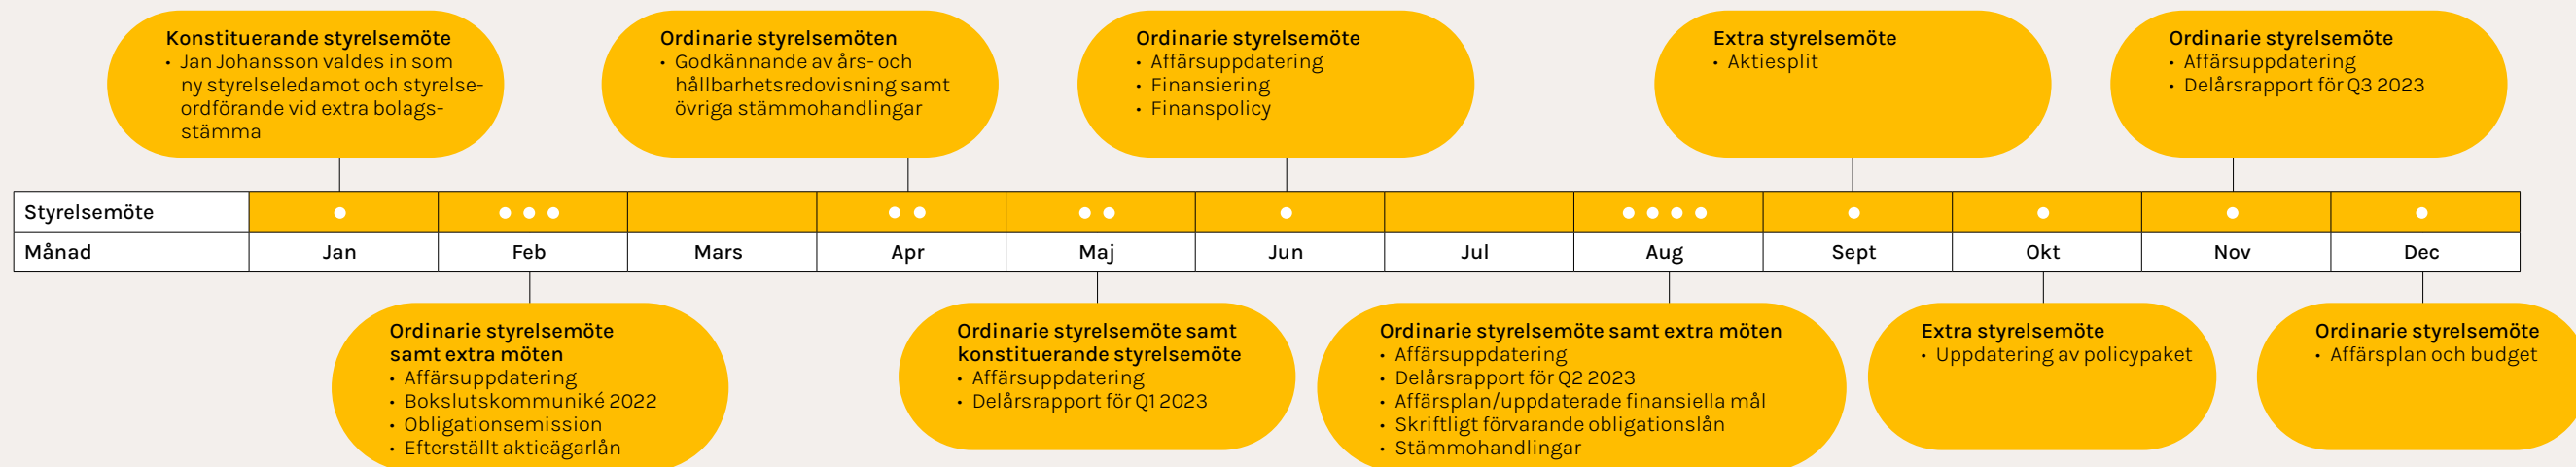 Konstituerande styrelsemöte
• Jan Johansson valdes in som
ny styrelseledamot och styrelse-
ordförande vid extra bolags-
stämma
Ordinarie styrelsemöten
• Godkännande av års- och
hållbarhetsredovisning samt
övriga stämmohandlingar
Ordinarie styrelsemöte
• Affärsuppdatering
• Finansiering
• Finanspolicy
Extra styrelsemöte
• Aktiesplit
Ordinarie styrelsemöte
• Affärsuppdatering
• Delårsrapport för Q3 2023
Styrelsemöte
Månad Jan Feb Mars Apr Maj Jun Jul Aug Sept Okt Nov Dec
Ordinarie styrelsemöte
samt extra möten
• Affärsuppdatering
• Bokslutskommuniké 2022
• Obligationsemission
• Efterställt aktieägarlån
Ordinarie styrelsemöte samt
konstituerande styrelsemöte
• Affärsuppdatering
• Delårsrapport för Q1 2023
Ordinarie styrelsemöte samt extra möten
• Affärsuppdatering
• Delårsrapport för Q2 2023
• Affärsplan/uppdaterade finansiella mål
• Skriftligt förvarande obligationslån
• Stämmohandlingar
Extra styrelsemöte
• Uppdatering av policypaket
Ordinarie styrelsemöte
• Affärsplan och budget